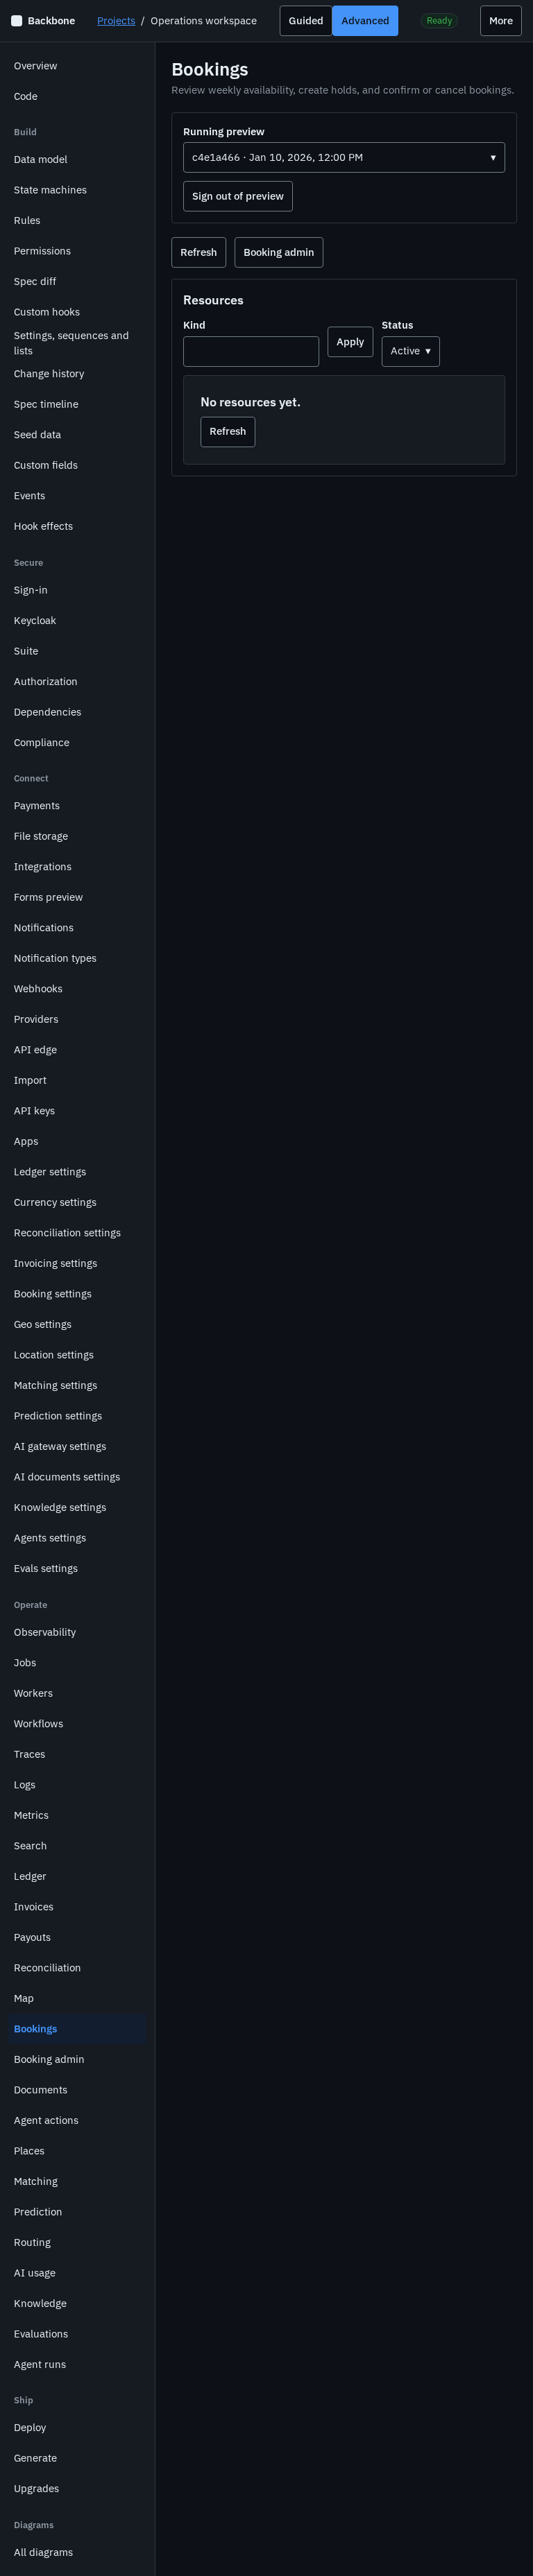 Backbone
Projects / Operations workspace
Guided
Advanced
Ready
More
Overview
Code
Build
Data model
State machines
Rules
Permissions
Spec diff
Custom hooks
Settings, sequences and
lists
Change history
Spec timeline
Seed data
Custom fields
Events
Hook effects
Secure
Sign-in
Keycloak
Suite
Authorization
Dependencies
Compliance
Connect
Payments
File storage
Integrations
Forms preview
Notifications
Notification types
Webhooks
Providers
API edge
Import
API keys
Apps
Ledger settings
Currency settings
Reconciliation settings
Invoicing settings
Booking settings
Geo settings
Location settings
Matching settings
Prediction settings
AI gateway settings
AI documents settings
Knowledge settings
Agents settings
Evals settings
Operate
Observability
Jobs
Workers
Workflows
Traces
Logs
Metrics
Search
Ledger
Invoices
Payouts
Reconciliation
Map
Bookings
Booking admin
Documents
Agent actions
Places
Matching
Prediction
Routing
AI usage
Knowledge
Evaluations
Agent runs
Ship
Deploy
Generate
Upgrades
Diagrams
All diagrams
Bookings
Review weekly availability, create holds, and confirm or cancel bookings.
Running preview
c4e1a466 · Jan 10, 2026, 12:00 PM
Sign out of preview
Refresh
Booking admin
Resources
Kind
Apply
Status
Active
No resources yet.
Refresh